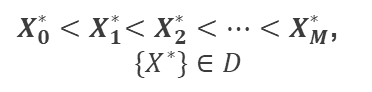 X₀* < X₁* < X₂* < ⋯ < X_M*,
{X*} ∈ D